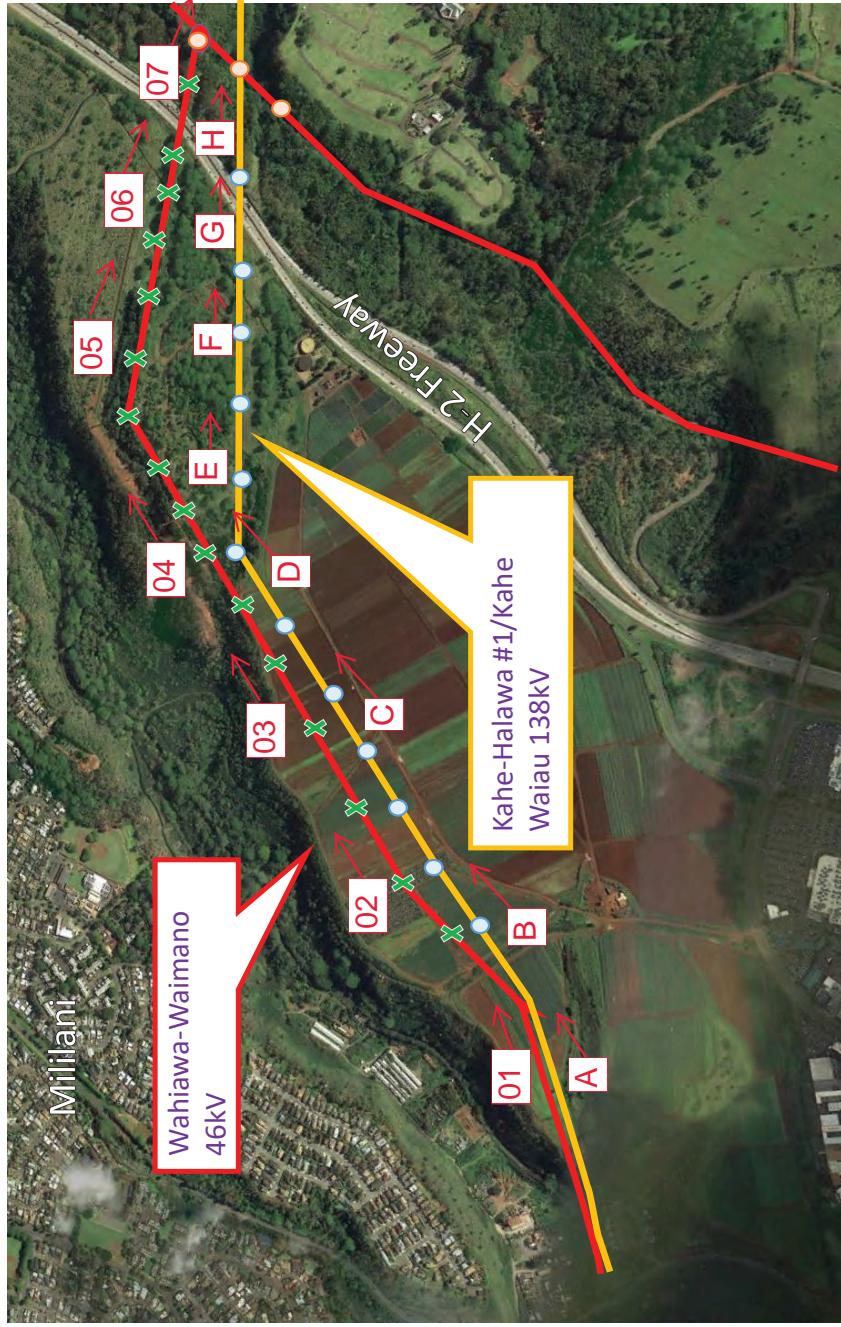 Mililani
Wahiawa-Waimano
46kV
H-2 Freeway
Kahe-Halawa #1/Kahe
Waiau 138kV
01
02
03
04
05
06
07
A
B
C
D
E
F
G
H